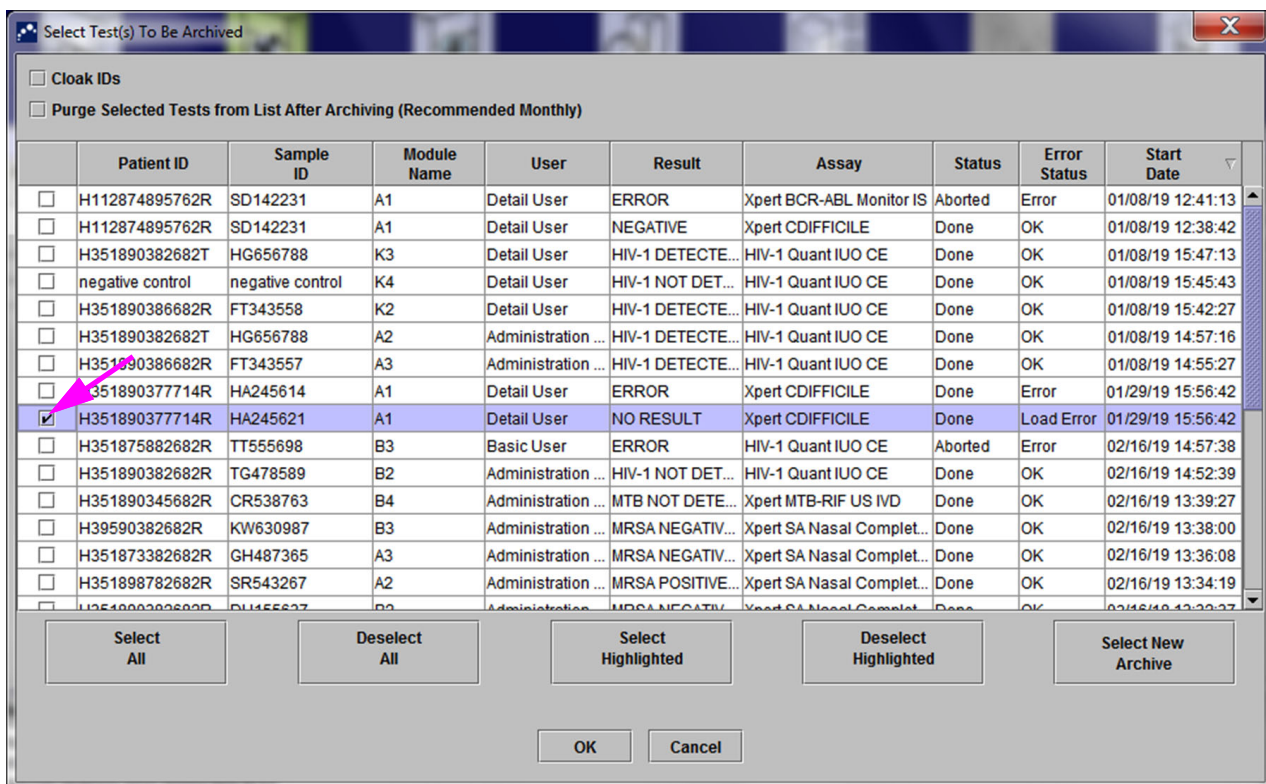 Select Test(s) To Be Archived
Cloak IDs
Purge Selected Tests from List After Archiving (Recommended Monthly)
Patient ID Sample ID Module Name User Result Assay Status Error Status Start Date
H112874895762R SD142231 A1 Detail User ERROR Xpert BCR-ABL Monitor IS Aborted Error 01/08/19 12:41:13
H112874895762R SD142231 A1 Detail User NEGATIVE Xpert CDIFFICILE Done OK 01/08/19 12:38:42
H351890382682T HG656788 K3 Detail User HIV-1 DETECTE... HIV-1 Quant IUO CE Done OK 01/08/19 15:47:13
negative control negative control K4 Detail User HIV-1 NOT DET... HIV-1 Quant IUO CE Done OK 01/08/19 15:45:43
H351890386682R FT343558 K2 Detail User HIV-1 DETECTE... HIV-1 Quant IUO CE Done OK 01/08/19 15:42:27
H351890382682T HG656788 A2 Administration ... HIV-1 DETECTE... HIV-1 Quant IUO CE Done OK 01/08/19 14:57:16
H351890386682R FT343557 A3 Administration ... HIV-1 DETECTE... HIV-1 Quant IUO CE Done OK 01/08/19 14:55:27
H351890377714R HA245614 A1 Detail User ERROR Xpert CDIFFICILE Done Error 01/29/19 15:56:42
H351890377714R HA245621 A1 Detail User NO RESULT Xpert CDIFFICILE Done Load Error 01/29/19 15:56:42
H351875882682R TT555698 B3 Basic User ERROR HIV-1 Quant IUO CE Aborted Error 02/16/19 14:57:38
H351890382682R TG478589 B2 Administration ... HIV-1 NOT DET... HIV-1 Quant IUO CE Done OK 02/16/19 14:52:39
H351890345682R CR538763 B4 Administration ... MTB NOT DETE... Xpert MTB-RIF US IVD Done OK 02/16/19 13:39:27
H39590382682R KW630987 B3 Administration ... MRSA NEGATIV... Xpert SA Nasal Complet... Done OK 02/16/19 13:38:00
H351873382682R GH487365 A3 Administration ... MRSA NEGATIV... Xpert SA Nasal Complet... Done OK 02/16/19 13:36:08
H351898782682R SR543267 A2 Administration ... MRSA POSITIVE... Xpert SA Nasal Complet... Done OK 02/16/19 13:34:19
Select All Deselect All Select Highlighted Deselect Highlighted Select New Archive
OK Cancel